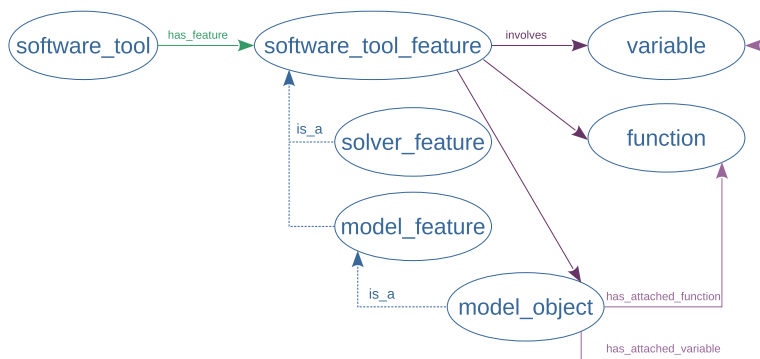 software_tool
has_feature
software_tool_feature
involves
variable
is_a
solver_feature
function
model_feature
is_a
model_object
has_attached_function
has_attached_variable